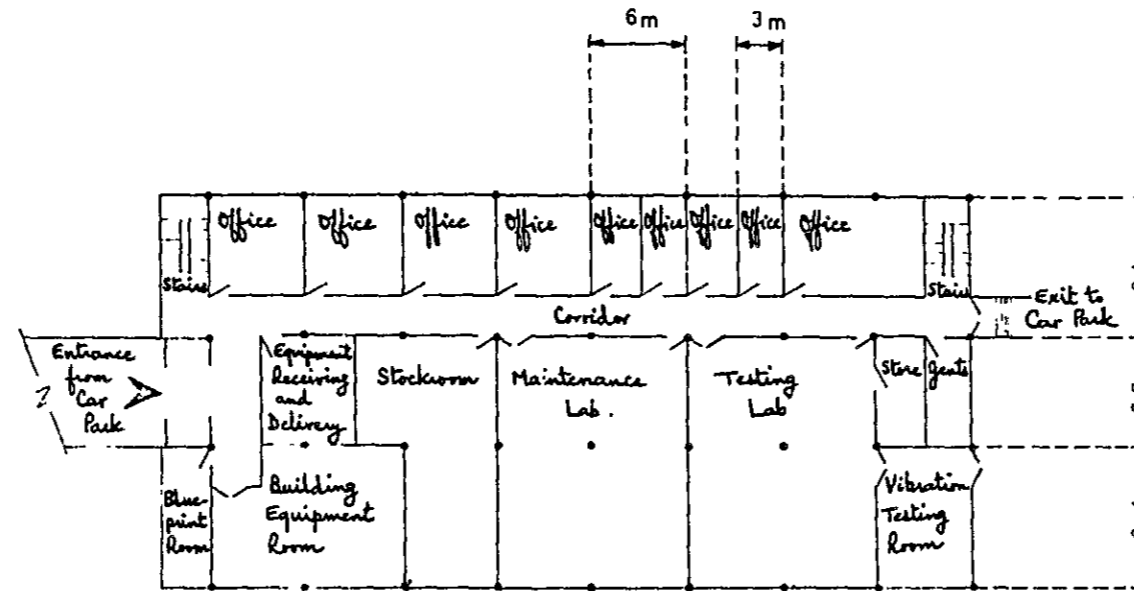 6m
3m
Office
Office
Office
Office
Office
Office
Office
Office
Office
Stairs
Stairs
Exit to
Car Park
Corridor
Entrance
from
Car
Park
Equipment
Receiving
and
Delivery
Stockroom
Maintenance
Lab.
Testing
Lab
Store
Gents
Blue-
print
Room
Building
Equipment
Room
Vibration
Testing
Room